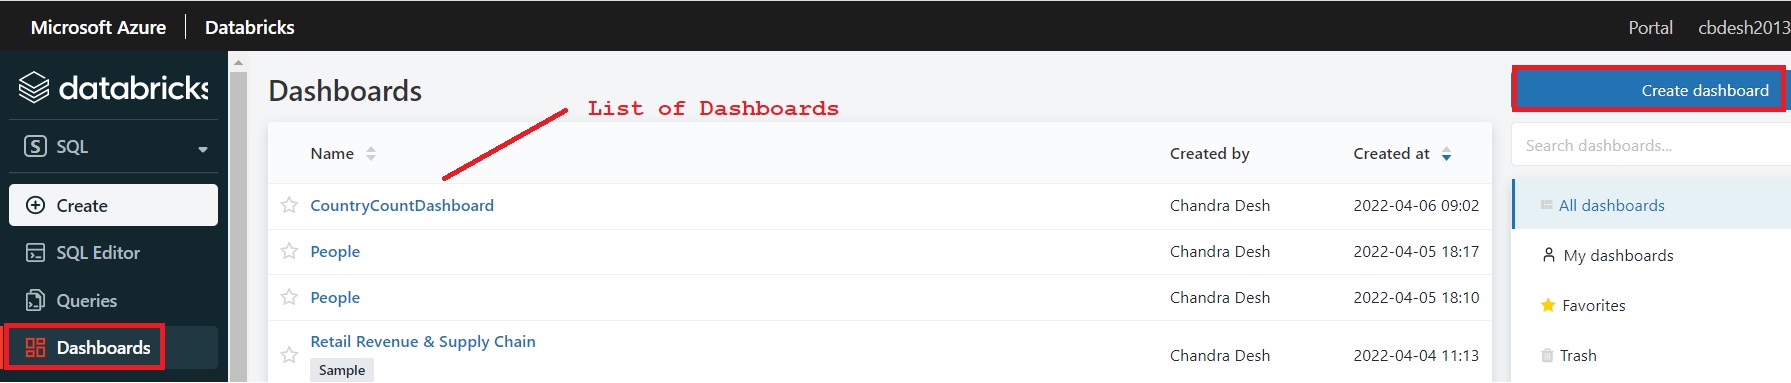 Microsoft Azure Databricks Portal cbdesh2013
databricks
SQL
Create
SQL Editor
Queries
Dashboards
Dashboards
List of Dashboards
Create dashboard
Name Created by Created at
CountryCountDashboard Chandra Desh 2022-04-06 09:02
People Chandra Desh 2022-04-05 18:17
People Chandra Desh 2022-04-05 18:10
Retail Revenue & Supply Chain Chandra Desh 2022-04-04 11:13
Sample
Search dashboards...
All dashboards
My dashboards
Favorites
Trash